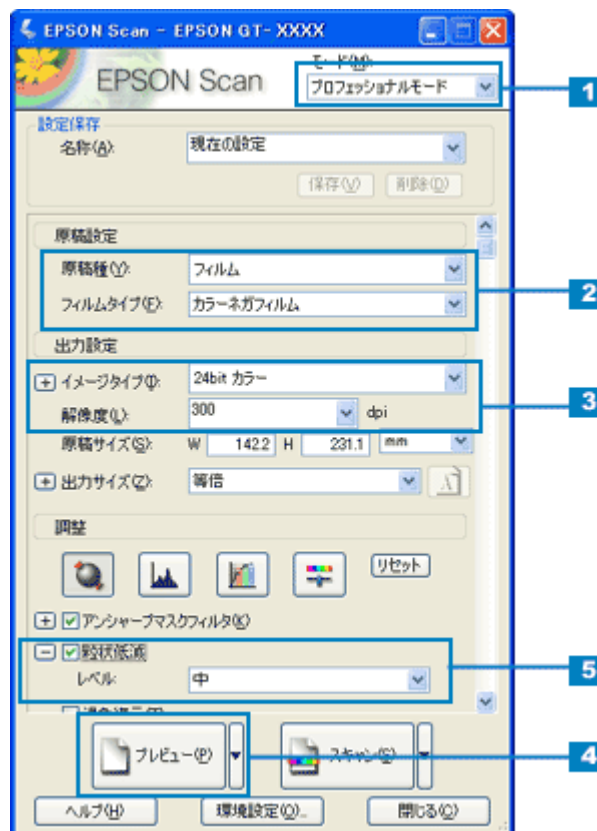 EPSON Scan - EPSON GT-XXXX
EPSON Scan
モード(M):
プロフェッショナルモード
1
設定保存
名称(A):
現在の設定
保存(V)
削除(D)
原稿設定
原稿種(Y):
フィルム
フィルムタイプ(F):
カラーネガフィルム
2
出力設定
イメージタイプ(I):
24bit カラー
解像度(L):
300
dpi
3
原稿サイズ(S):
W 142.2 H 231.1 mm
出力サイズ(Z):
等倍
調整
リセット
アンシャープマスクフィルタ(K)
粒状低減
レベル:
中
5
プレビュー(P)
スキャン(S)
4
ヘルプ(H)
環境設定(O)...
閉じる(C)